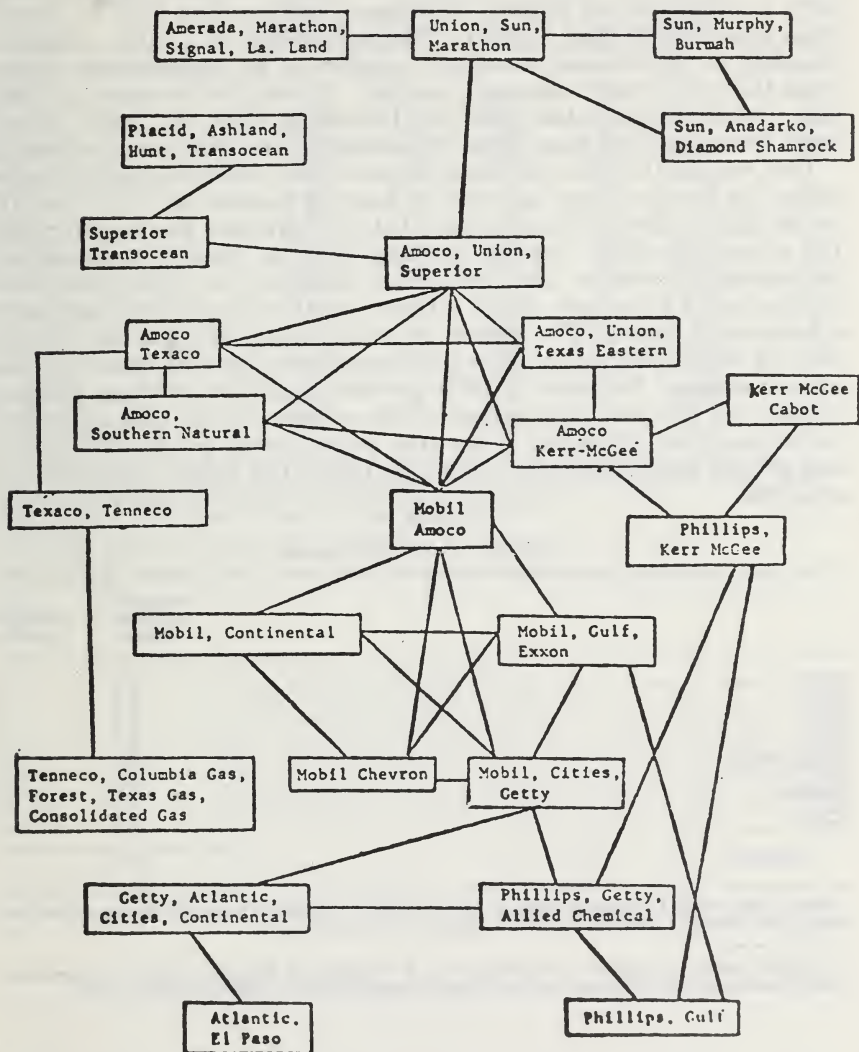 Amerada, Marathon,
Signal, La. Land
Union, Sun,
Marathon
Sun, Murphy,
Burmah
Placid, Ashland,
Hunt, Transocean
Sun, Anadarko,
Diamond Shamrock
Superior
Transocean
Amoco, Union,
Superior
Amoco
Texaco
Amoco, Union,
Texas Eastern
Kerr McGee
Cabot
Amoco,
Southern Natural
Amoco
Kerr-McGee
Texaco, Tenneco
Mobil
Amoco
Phillips,
Kerr McGee
Mobil, Continental
Mobil, Gulf,
Exxon
Tenneco, Columbia Gas,
Forest, Texas Gas,
Consolidated Gas
Mobil Chevron
Mobil, Cities,
Getty
Getty, Atlantic,
Cities, Continental
Phillips, Getty,
Allied Chemical
Atlantic,
El Paso
Phillips, Gulf